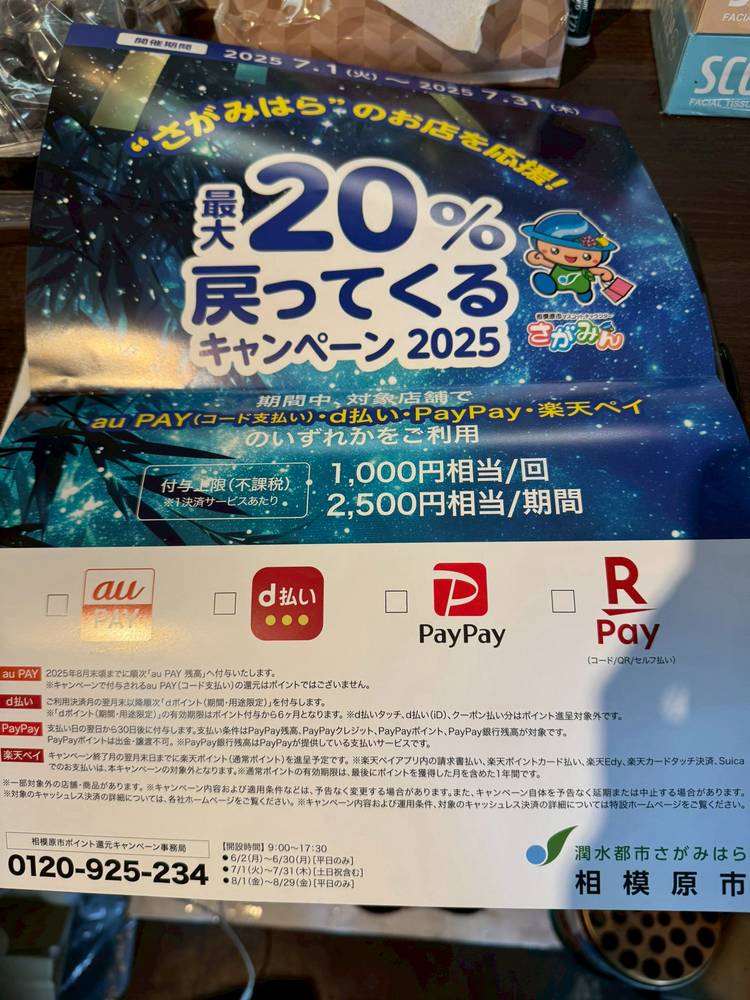 開催期間 2025 7.1(火)～2025 7.31(木)
"さがみはら"のお店を応援!
最大20%
戻ってくる
キャンペーン 2025
相模原市マスコットキャラクター
さがみん
期間中、対象店舗で
au PAY(コード支払い)・d払い・PayPay・楽天ペイ
のいずれかをご利用
付与上限(不課税)
※1決済サービスあたり
1,000円相当/回
2,500円相当/期間
au PAY
d払い
PayPay
R Pay
(コード/QR/セルフ払い)
au PAY 2025年8月末頃までに順次「au PAY 残高」へ付与いたします。
※キャンペーンで付与されるau PAY(コード支払い)の還元はポイントではございません。
d払い ご利用決済月の翌月末以降順次「dポイント(期間・用途限定)」を付与します。
※「dポイント(期間・用途限定)」の有効期限はポイント付与から6ヶ月となります。※d払いタッチ、d払い(iD)、クーポン払い分はポイント進呈対象外です。
PayPay 支払い日の翌日から30日後に付与します。支払い条件はPayPay残高、PayPayクレジット、PayPayポイント、PayPay銀行残高が対象です。
PayPayポイントは出金・譲渡不可。※PayPay銀行残高はPayPayが提供している支払いサービスです。
楽天ペイ キャンペーン終了月の翌月末日までに楽天ポイント(通常ポイント)を進呈予定です。※楽天ペイアプリ内の請求書払い、楽天ポイントカード払い、楽天Edy、楽天カードタッチ決済、Suica
でのお支払いは、本キャンペーンの対象外となります。※通常ポイントの有効期限は、最後にポイントを獲得した月を含めた1年間です。
※一部対象外の店舗・商品があります。※キャンペーン内容および適用条件などは、予告なく変更する場合があります。また、キャンペーン自体を予告なく延期または中止する場合があります。
※対象のキャッシュレス決済の詳細については、各社ホームページをご覧ください。※キャンペーン内容および運用条件、対象のキャッシュレス決済の詳細については特設ホームページをご覧ください。
相模原市ポイント還元キャンペーン事務局
0120-925-234
【開設時間】9:00～17:30
●6/2(月)～6/30(月)[平日のみ]
●7/1(火)～7/31(木)[土日祝含む]
●8/1(金)～8/29(金)[平日のみ]
潤水都市さがみはら
相模原市
FACIAL TISSUE